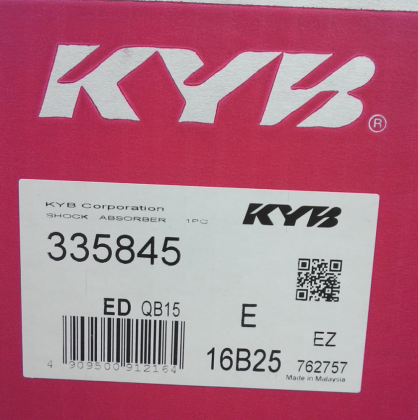 KYB®
KYB Corporation
SHOCK ABSORBER 1PC
KYB
335845
ED QB15
E
EZ
4 909500 912164
16B25
762757
Made in Malaysia